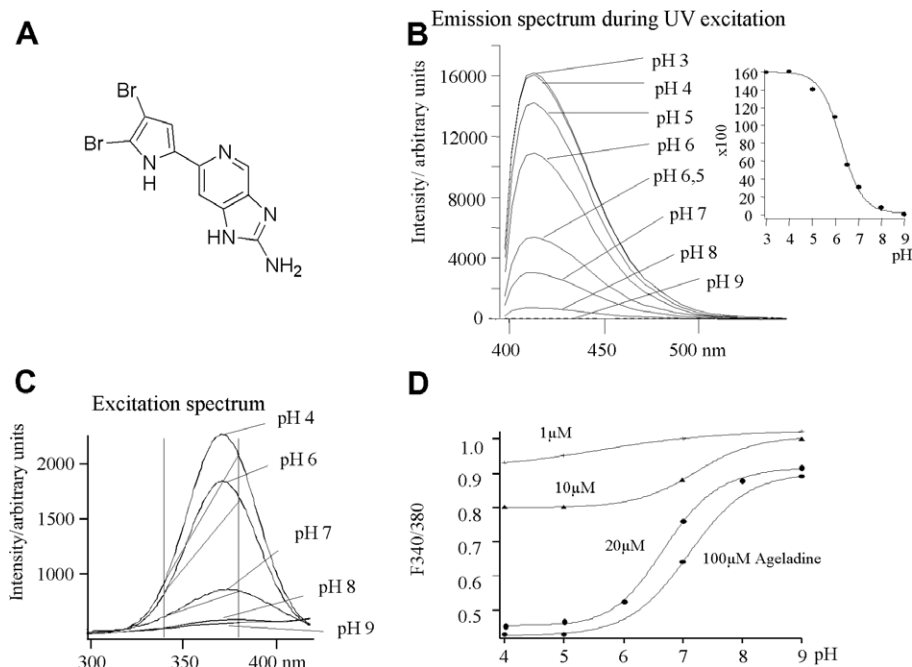 A
Br
Br
N
H
N
N
HN
NH₂
B
Emission spectrum during UV excitation
Intensity/ arbitrary units
16000
12000
8000
4000
0
400
450
500 nm
pH 3
pH 4
pH 5
pH 6
pH 6,5
pH 7
pH 8
pH 9
x100
160
140
120
100
80
60
40
20
0
3 4 5 6 7 8 9
pH
C
Excitation spectrum
Intensity/arbitrary units
2000
1500
1000
300
350
400 nm
pH 4
pH 6
pH 7
pH 8
pH 9
D
F340/380
1.0
0.9
0.8
0.7
0.6
0.5
1µM
10µM
20µM
100µM Ageladine
4 5 6 7 8 9 pH